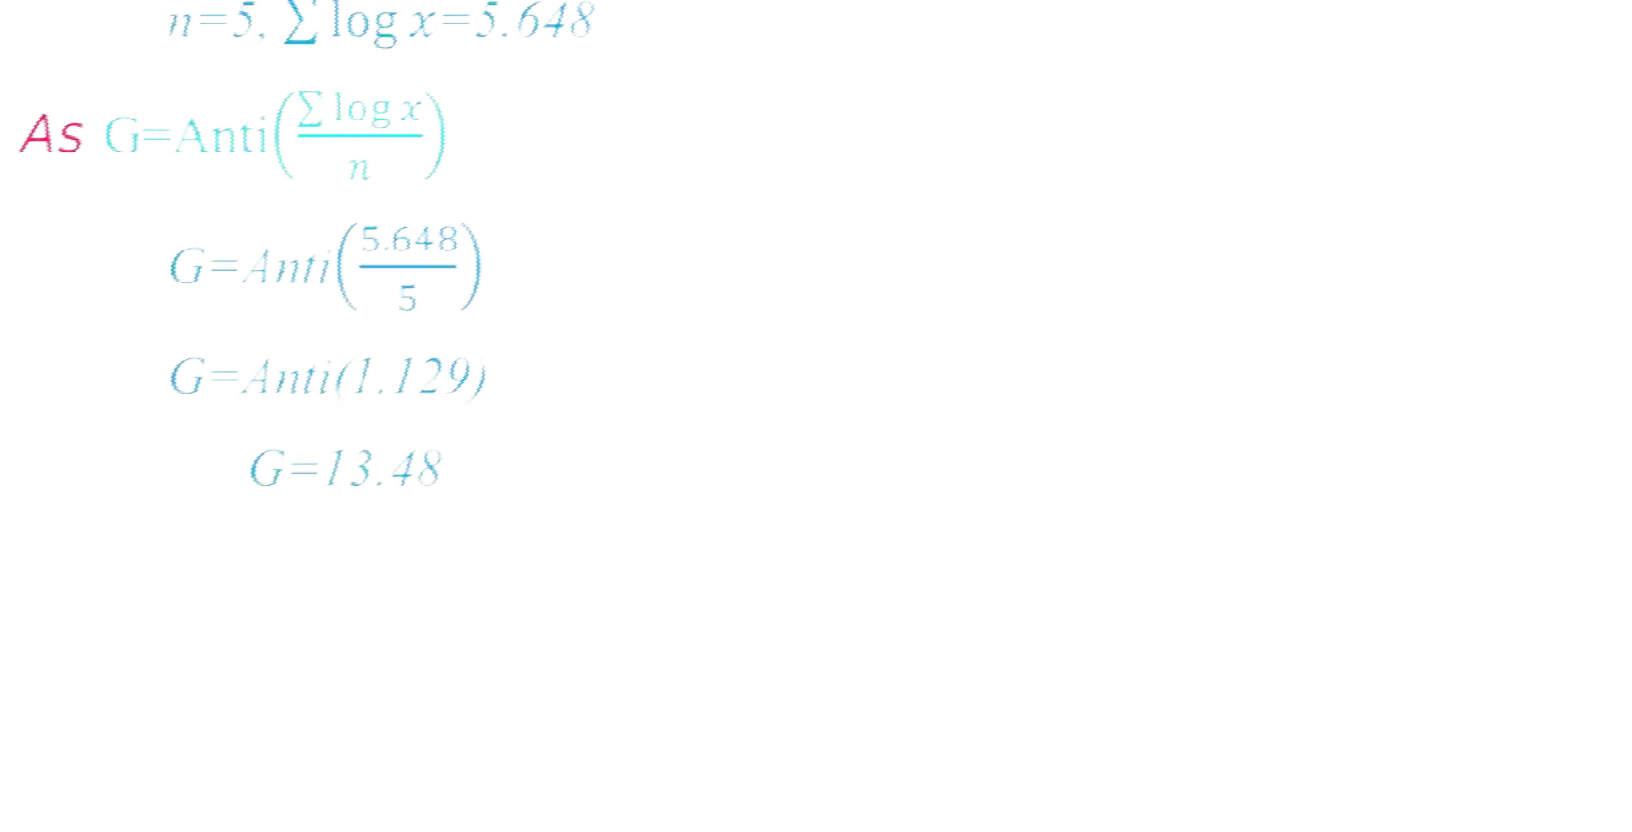 n=5, ∑ log x=5.648
As G=Anti(∑ log x / n)
G=Anti(5.648 / 5)
G=Anti(1.129)
G=13.48